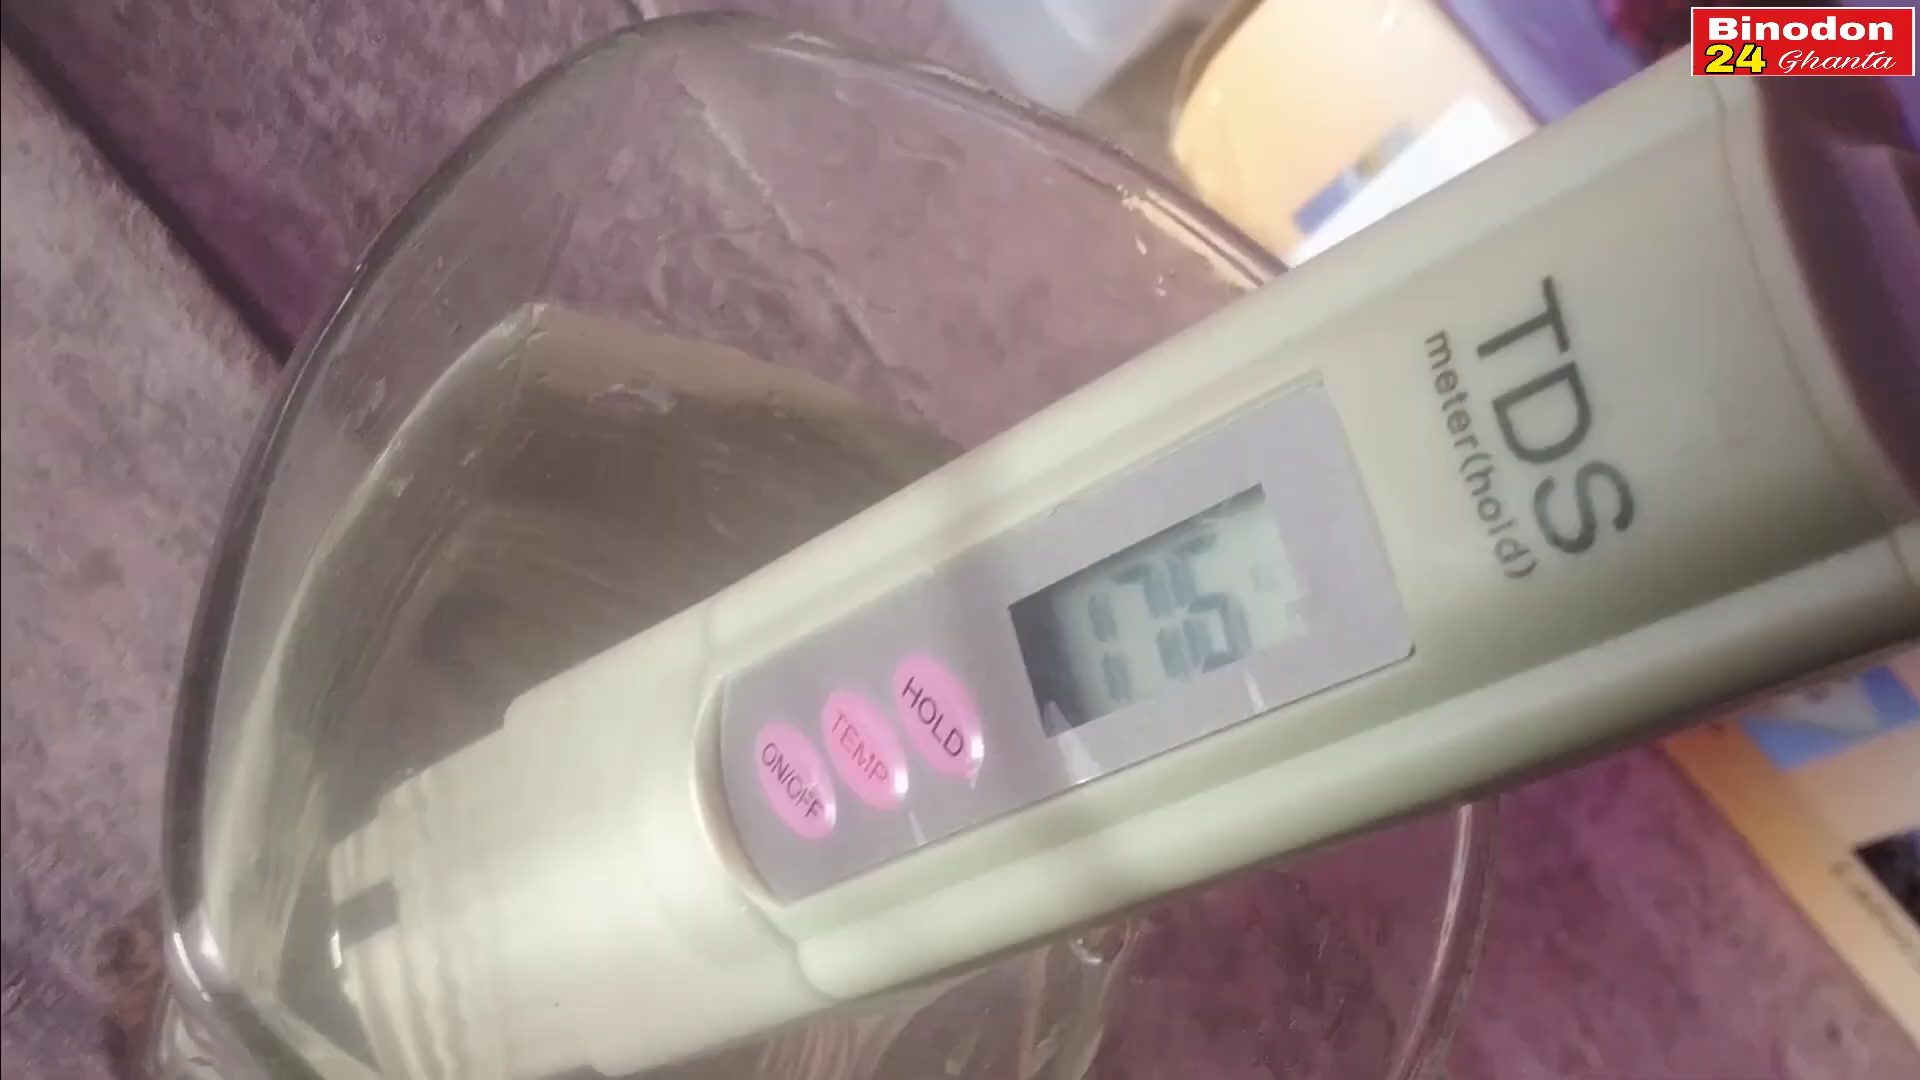 Binodon
24 Ghanta
TDS
meter(hold)
HOLD
TEMP
ON/OFF